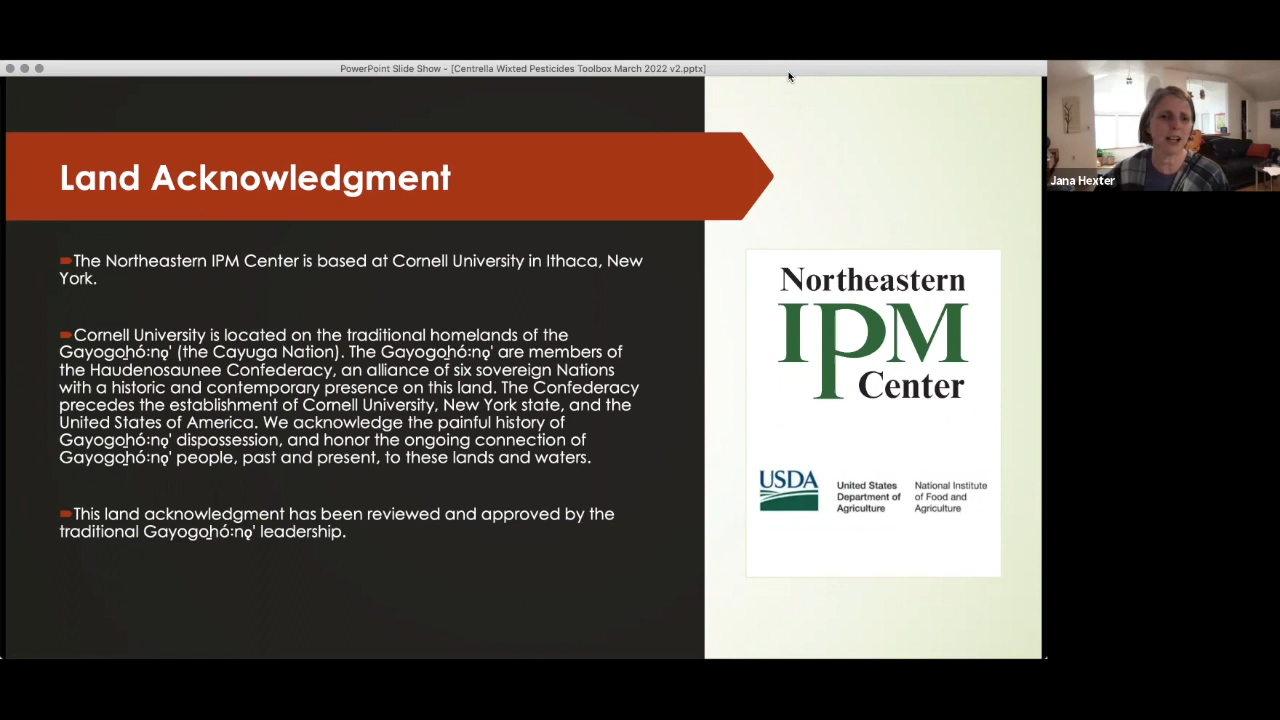 PowerPoint Slide Show - [Centrella Wixted Pesticides Toolbox March 2022 v2.pptx]
Land Acknowledgment
The Northeastern IPM Center is based at Cornell University in Ithaca, New
York.
Cornell University is located on the traditional homelands of the
Gayogo̱hó:nǫ' (the Cayuga Nation). The Gayogo̱hó:nǫ' are members of
the Haudenosaunee Confederacy, an alliance of six sovereign Nations
with a historic and contemporary presence on this land. The Confederacy
precedes the establishment of Cornell University, New York state, and the
United States of America. We acknowledge the painful history of
Gayogo̱hó:nǫ' dispossession, and honor the ongoing connection of
Gayogo̱hó:nǫ' people, past and present, to these lands and waters.
This land acknowledgment has been reviewed and approved by the
traditional Gayogo̱hó:nǫ' leadership.
Northeastern
IPM
Center
USDA
United States
Department of
Agriculture
National Institute
of Food and
Agriculture
Jana Hexter